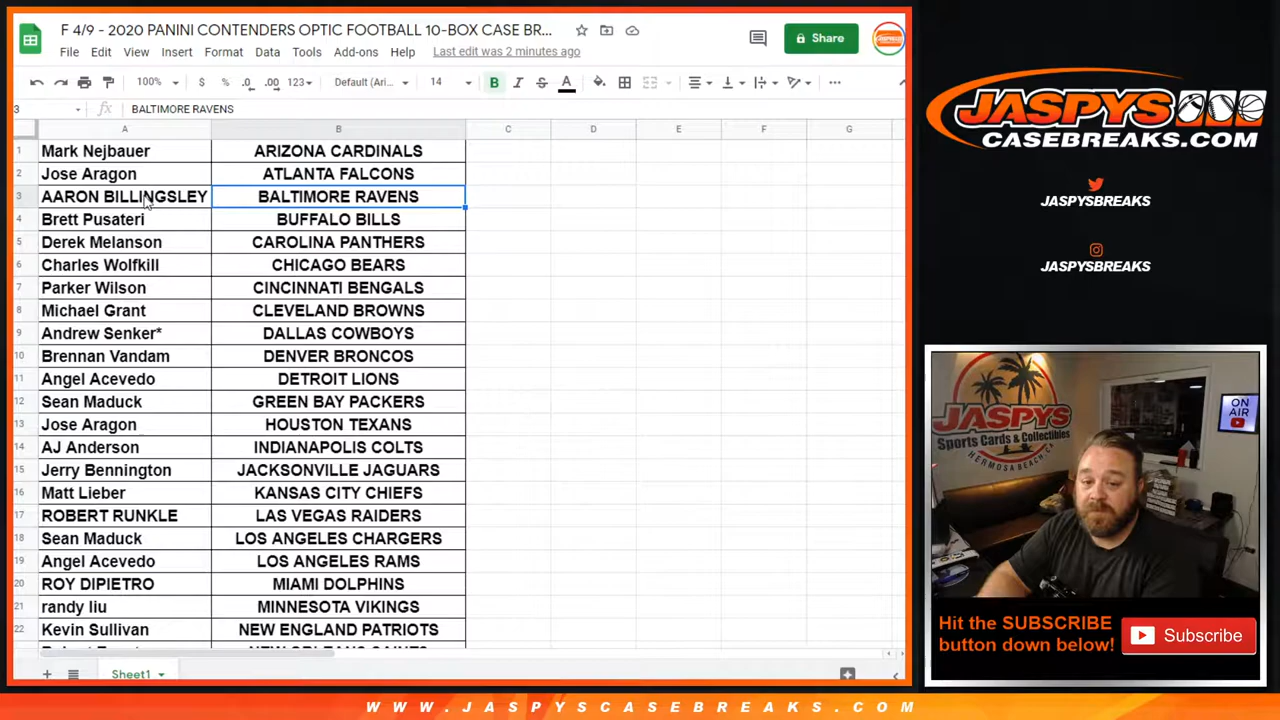 F 4/9 - 2020 PANINI CONTENDERS OPTIC FOOTBALL 10-BOX CASE BR...
File Edit View Insert Format Data Tools Add-ons Help Last edit was 2 minutes ago
Share
100% $ % .0 .00 123 Default (Ari... 14 B I S A
3 fx BALTIMORE RAVENS
A B C D E F G
1 Mark Nejbauer ARIZONA CARDINALS
2 Jose Aragon ATLANTA FALCONS
3 AARON BILLINGSLEY BALTIMORE RAVENS
4 Brett Pusateri BUFFALO BILLS
5 Derek Melanson CAROLINA PANTHERS
6 Charles Wolfkill CHICAGO BEARS
7 Parker Wilson CINCINNATI BENGALS
8 Michael Grant CLEVELAND BROWNS
9 Andrew Senker* DALLAS COWBOYS
10 Brennan Vandam DENVER BRONCOS
11 Angel Acevedo DETROIT LIONS
12 Sean Maduck GREEN BAY PACKERS
13 Jose Aragon HOUSTON TEXANS
14 AJ Anderson INDIANAPOLIS COLTS
15 Jerry Bennington JACKSONVILLE JAGUARS
16 Matt Lieber KANSAS CITY CHIEFS
17 ROBERT RUNKLE LAS VEGAS RAIDERS
18 Sean Maduck LOS ANGELES CHARGERS
19 Angel Acevedo LOS ANGELES RAMS
20 ROY DIPIETRO MIAMI DOLPHINS
21 randy liu MINNESOTA VIKINGS
22 Kevin Sullivan NEW ENGLAND PATRIOTS
Sheet1
JASPYS
CASEBREAKS.COM
JASPYSBREAKS
JASPYSBREAKS
JASPYS
Sports Cards & Collectibles
HERMOSA BEACH, CA
ON
AIR
Hit the SUBSCRIBE
button down below!
Subscribe
WWW.JASPYSCASEBREAKS.COM